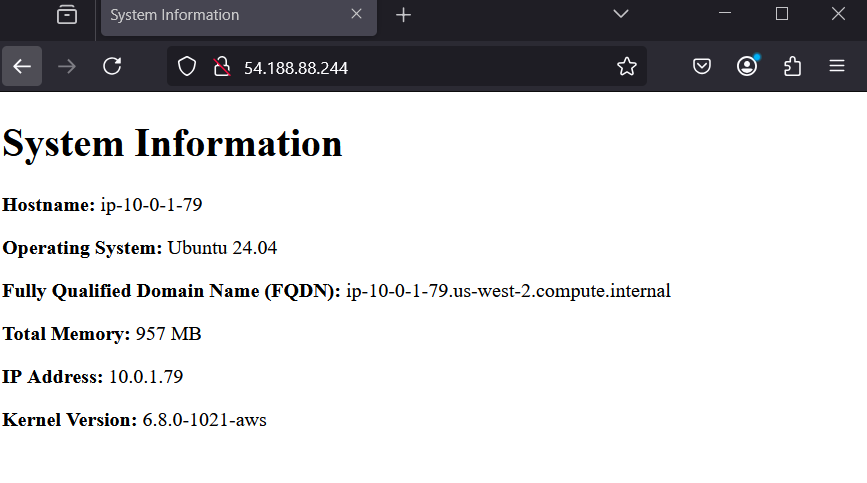 System Information
54.188.88.244
System Information
Hostname: ip-10-0-1-79
Operating System: Ubuntu 24.04
Fully Qualified Domain Name (FQDN): ip-10-0-1-79.us-west-2.compute.internal
Total Memory: 957 MB
IP Address: 10.0.1.79
Kernel Version: 6.8.0-1021-aws